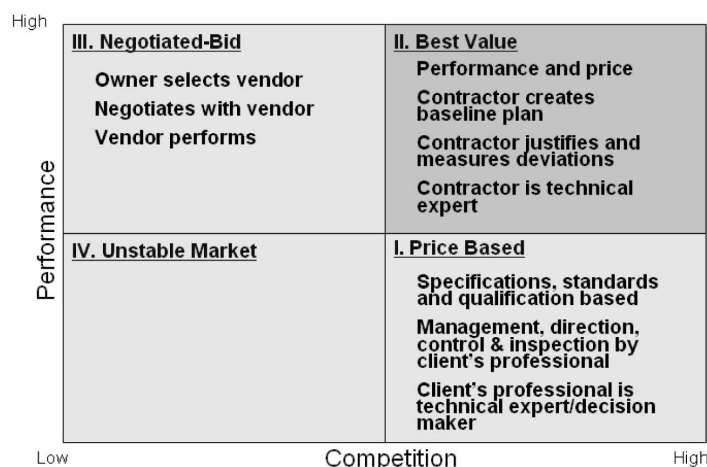 High
III. Negotiated-Bid
Owner selects vendor
Negotiates with vendor
Vendor performs
II. Best Value
Performance and price
Contractor creates
baseline plan
Contractor justifies and
measures deviations
Contractor is technical
expert
Performance
IV. Unstable Market
I. Price Based
Specifications, standards
and qualification based
Management, direction,
control & inspection by
client's professional
Client's professional is
technical expert/decision
maker
Low
Competition
High